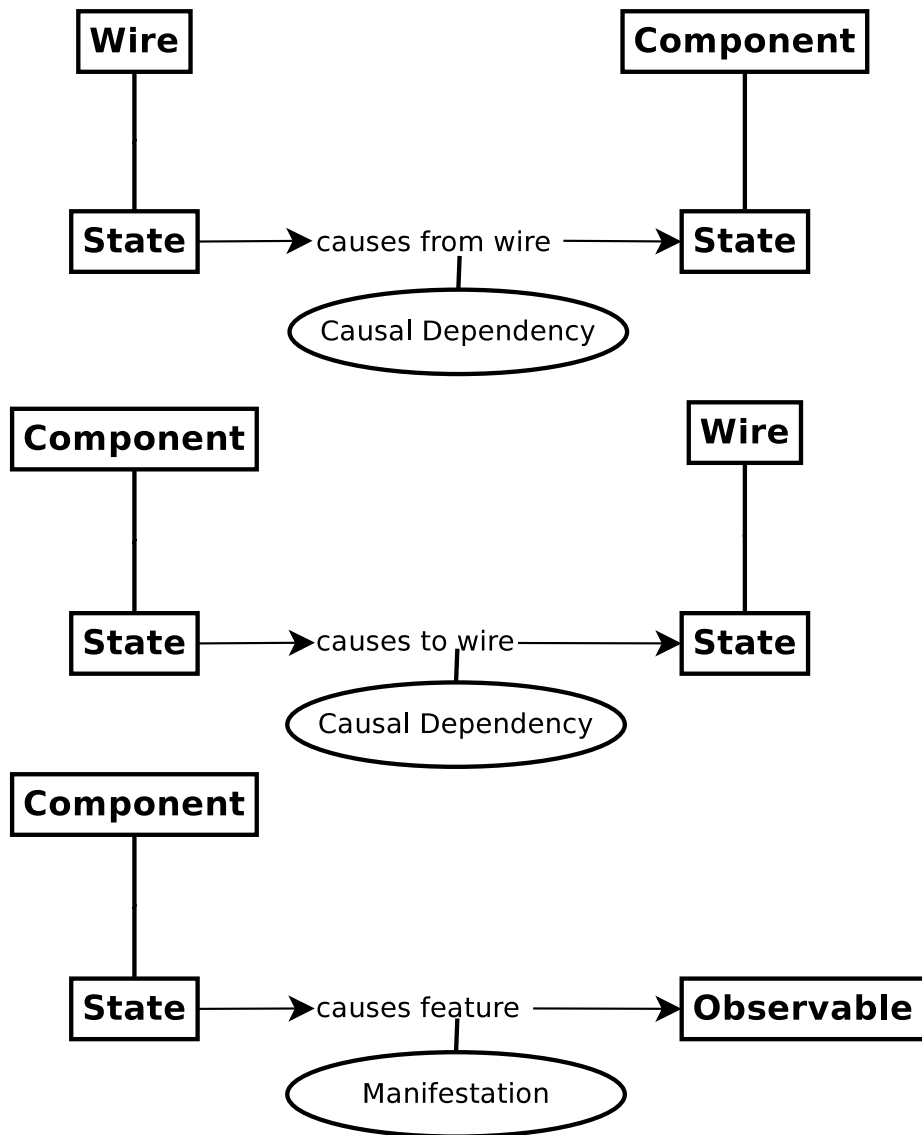 Wire
Component
State
causes from wire
State
Causal Dependency
Component
Wire
State
causes to wire
State
Causal Dependency
Component
State
causes feature
Observable
Manifestation